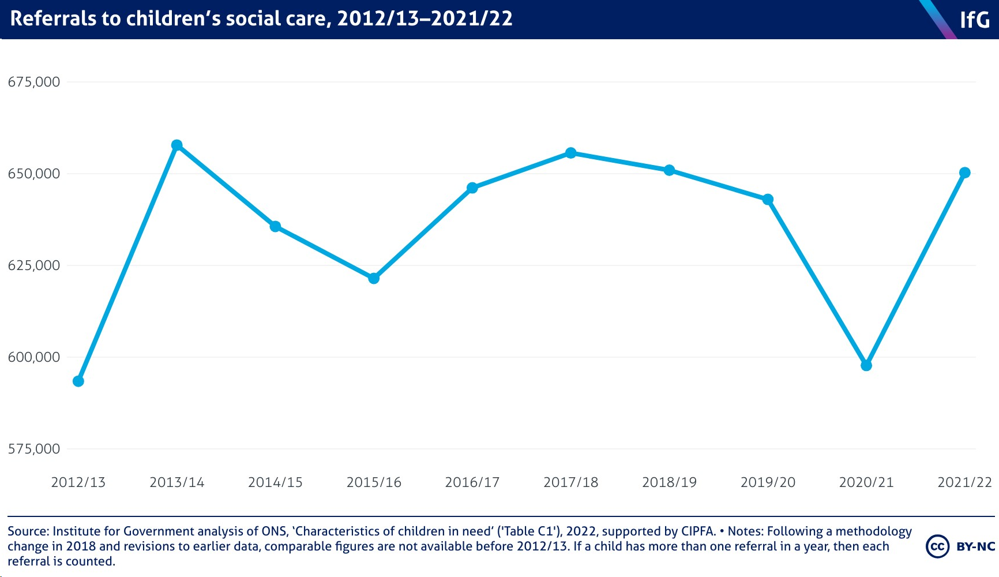 Referrals to children’s social care, 2012/13–2021/22
IfG
675,000
650,000
625,000
600,000
575,000
2012/13 2013/14 2014/15 2015/16 2016/17 2017/18 2018/19 2019/20 2020/21 2021/22
Source: Institute for Government analysis of ONS, ‘Characteristics of children in need’ ('Table C1'), 2022, supported by CIPFA. • Notes: Following a methodology
change in 2018 and revisions to earlier data, comparable figures are not available before 2012/13. If a child has more than one referral in a year, then each
referral is counted.
cc BY-NC